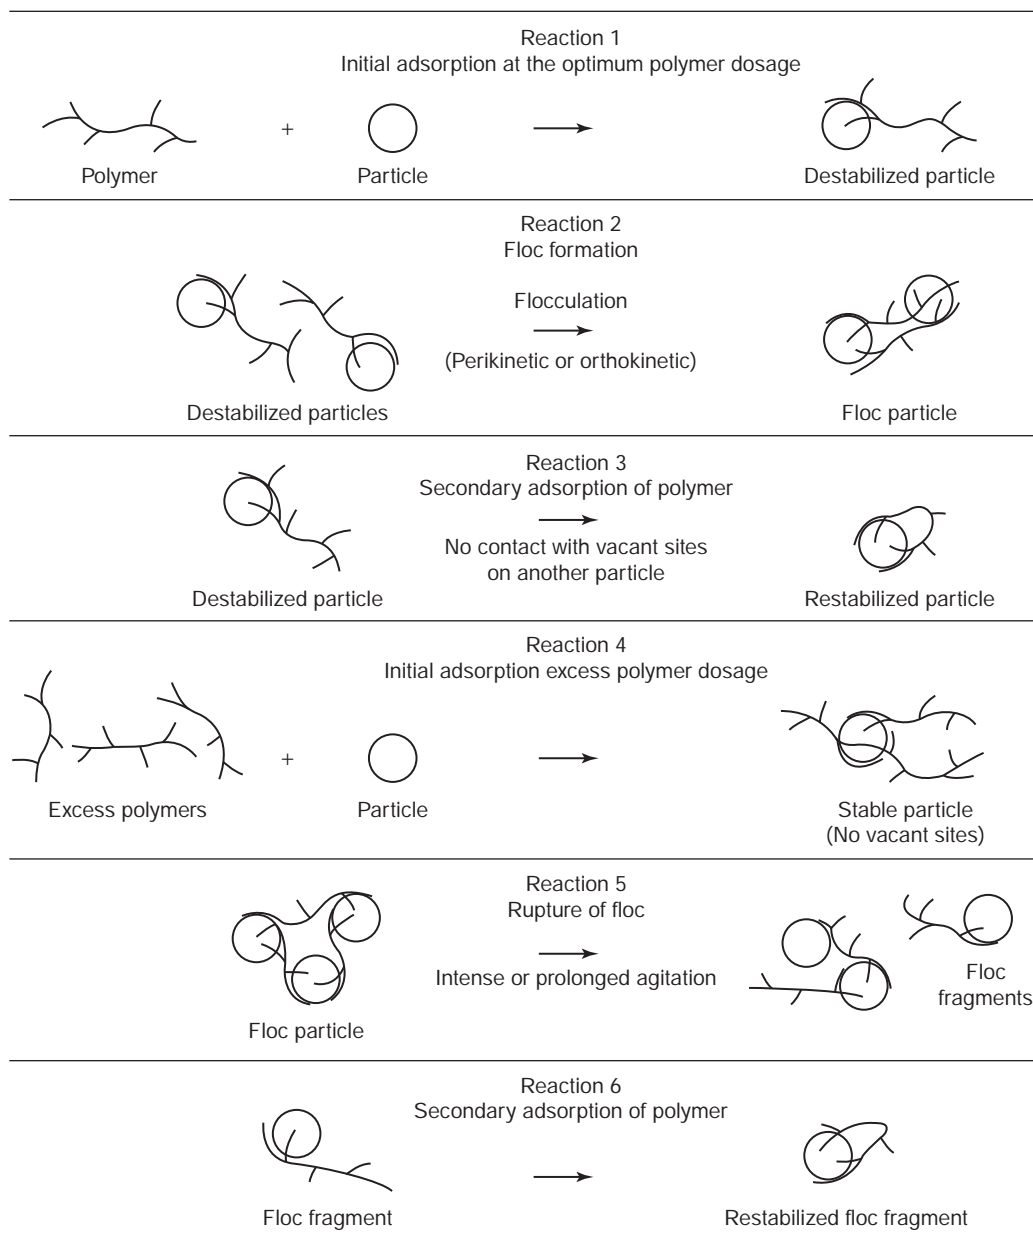 Reaction 1
Initial adsorption at the optimum polymer dosage
+
Polymer
Particle
Destabilized particle
Reaction 2
Floc formation
Flocculation
(Perikinetic or orthokinetic)
Destabilized particles
Floc particle
Reaction 3
Secondary adsorption of polymer
No contact with vacant sites
on another particle
Destabilized particle
Restabilized particle
Reaction 4
Initial adsorption excess polymer dosage
+
Excess polymers
Particle
Stable particle
(No vacant sites)
Reaction 5
Rupture of floc
Intense or prolonged agitation
Floc particle
Floc
fragments
Reaction 6
Secondary adsorption of polymer
Floc fragment
Restabilized floc fragment